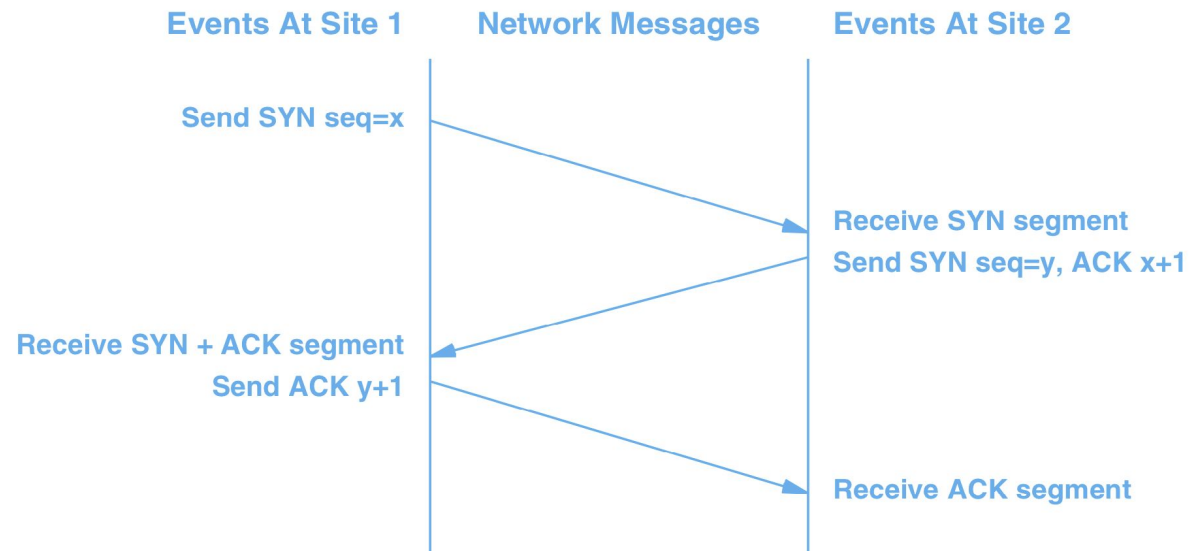 Events At Site 1
Network Messages
Events At Site 2
Send SYN seq=x
Receive SYN segment
Send SYN seq=y, ACK x+1
Receive SYN + ACK segment
Send ACK y+1
Receive ACK segment